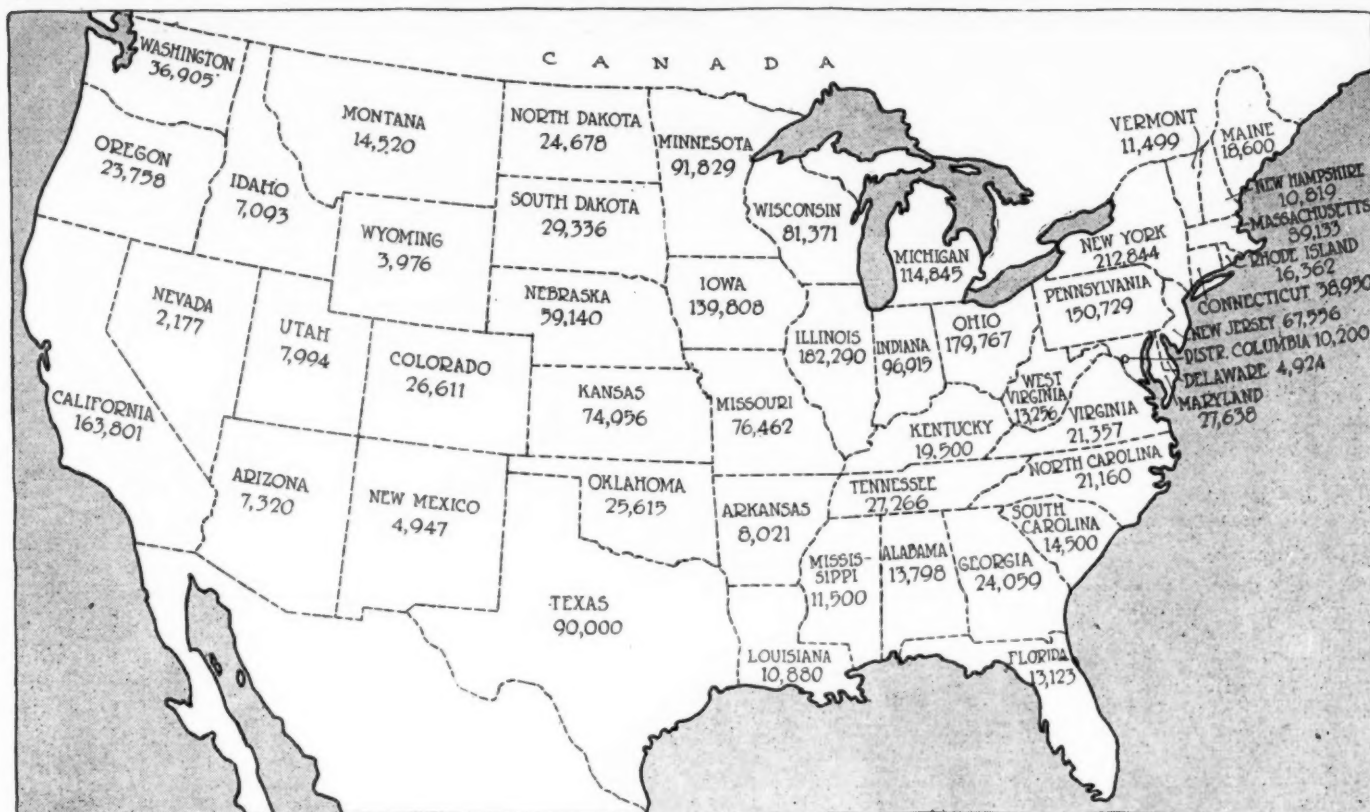 C A N A D A
WASHINGTON
36,905
MONTANA
14,520
NORTH DAKOTA
24,678
MINNESOTA
91,829
VERMONT
11,499
MAINE
18,600
OREGON
23,758
IDAHO
7,093
WYOMING
3,976
SOUTH DAKOTA
29,336
WISCONSIN
81,371
MICHIGAN
114,845
NEW YORK
212,844
NEW HAMPSHIRE
10,819
MASSACHUSETTS
89,133
RHODE ISLAND
16,362
CONNECTICUT 38,950
NEW JERSEY 67,556
DISTR. COLUMBIA 10,200
DELAWARE 4,924
MARYLAND
27,638
NEVADA
2,177
UTAH
7,994
COLORADO
26,611
NEBRASKA
59,140
IOWA
139,808
ILLINOIS
182,290
INDIANA
96,915
OHIO
179,767
PENNSYLVANIA
150,729
CALIFORNIA
163,801
KANSAS
74,956
MISSOURI
76,462
KENTUCKY
19,500
WEST
VIRGINIA
13,256
VIRGINIA
21,357
ARIZONA
7,320
NEW MEXICO
4,947
OKLAHOMA
25,615
ARKANSAS
8,021
TENNESSEE
27,266
NORTH CAROLINA
21,160
SOUTH
CAROLINA
14,500
TEXAS
90,000
LOUISIANA
10,880
MISSIS-
SIPPI
11,500
ALABAMA
13,798
GEORGIA
24,059
FLORIDA
13,123